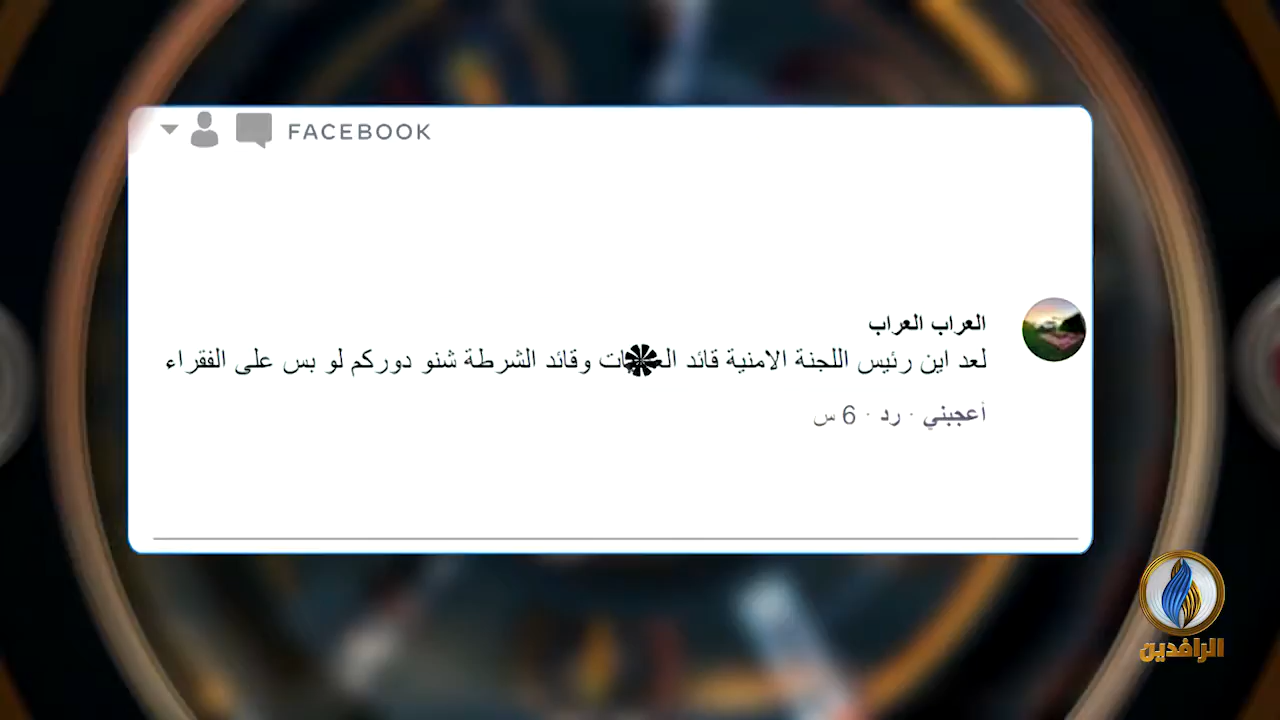 FACEBOOK
العراب العراب
لعد اين رئيس اللجنة الامنية قائد وقائد الشرطة شنو دوركم لو بس على الفقراء
أعجبني · رد · 6 س
الرافدين